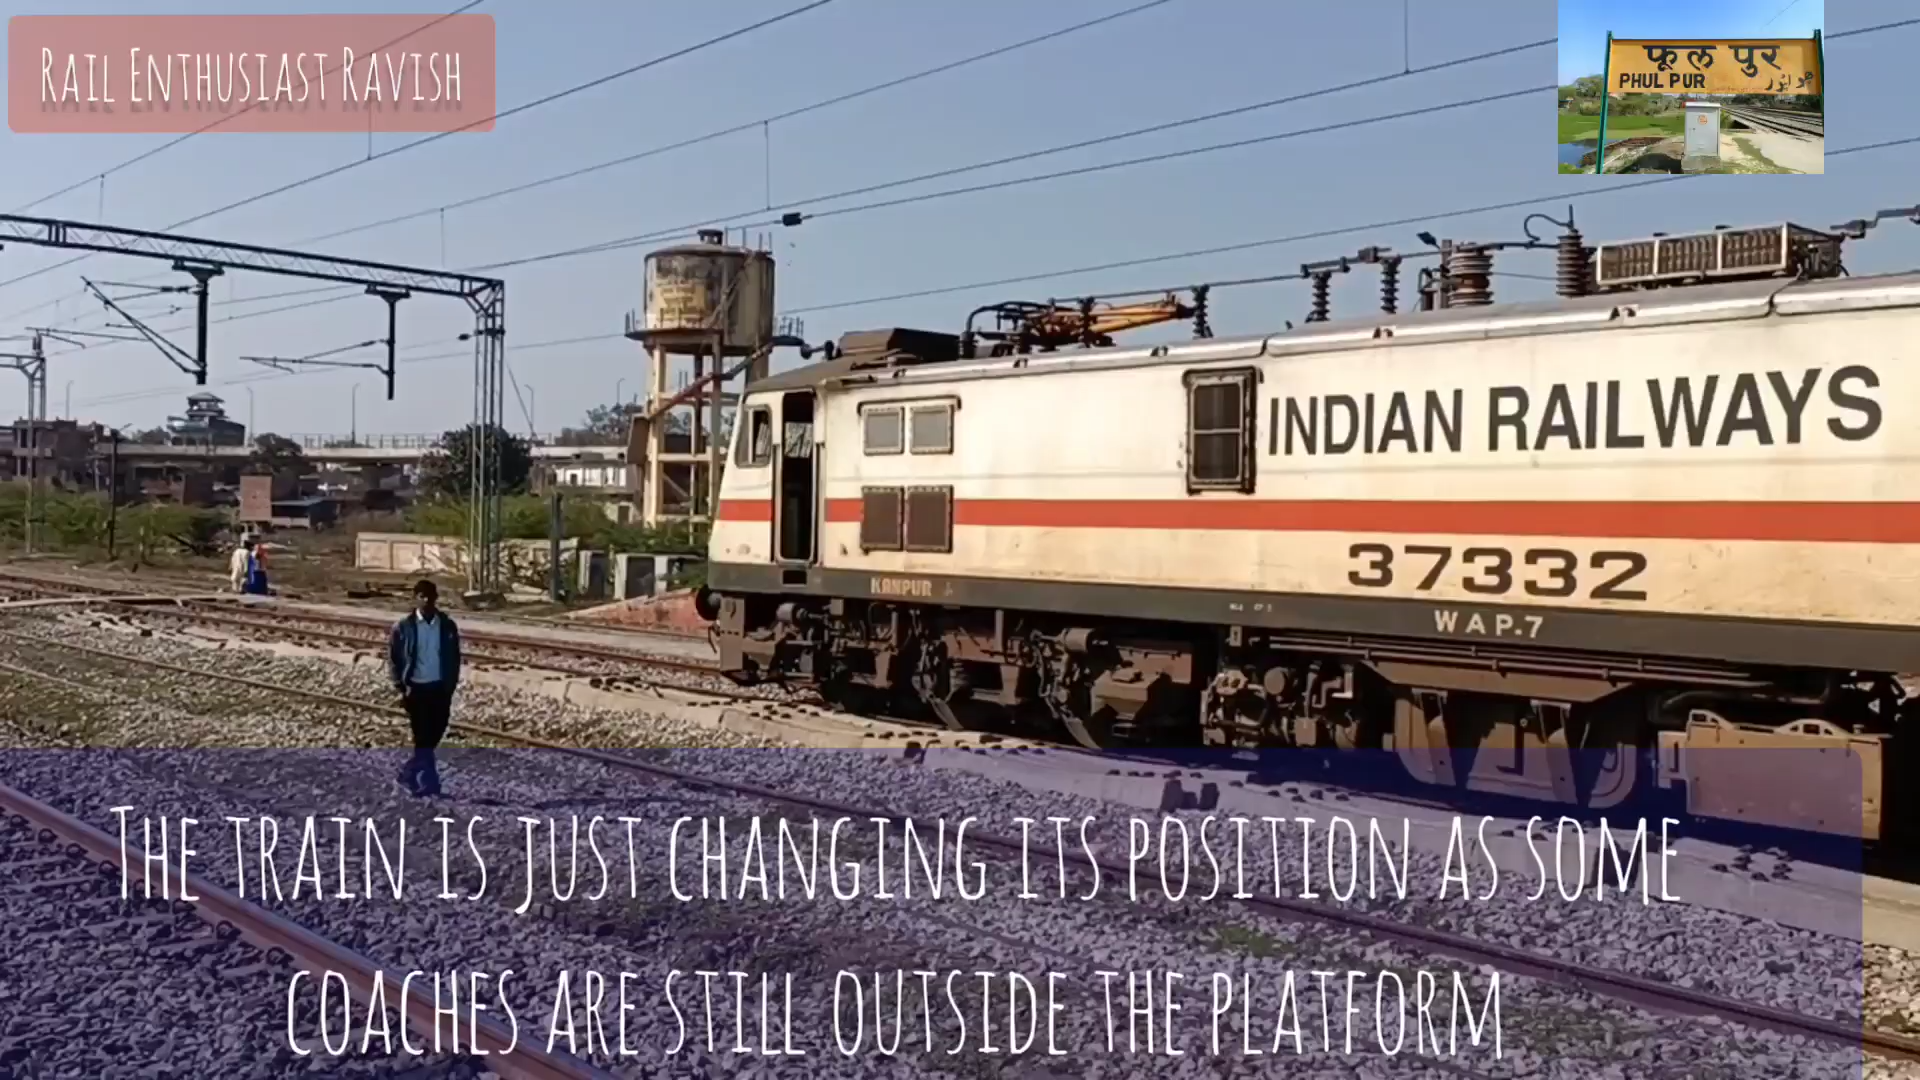 Rail Enthusiast Ravish
फूल पुर
PHUL PUR
INDIAN RAILWAYS
37332
KANPUR
WAP.7
The train is just changing its position as some
coaches are still outside the platform